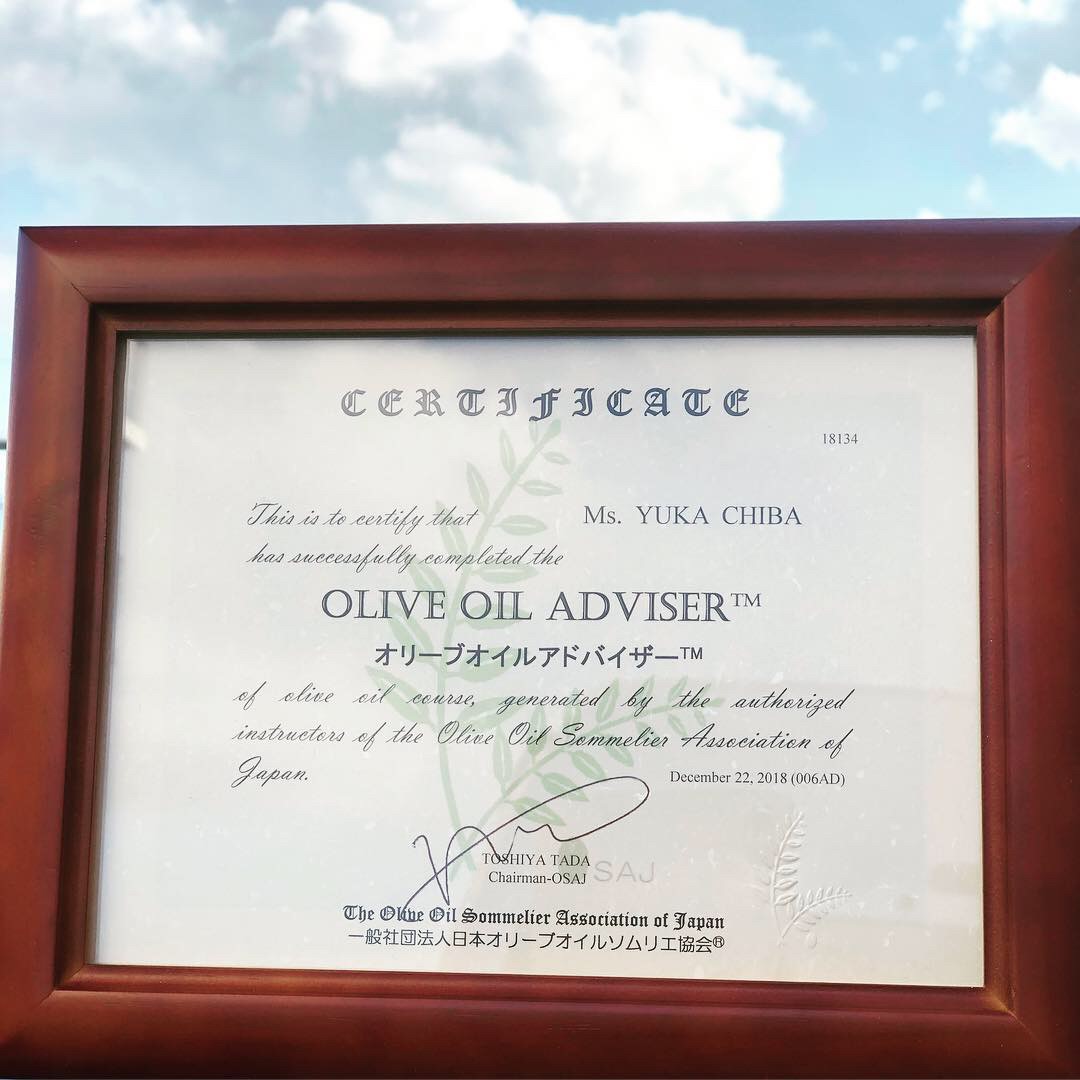 CERTIFICATE
18134
This is to certify that Ms. YUKA CHIBA
has successfully completed the
OLIVE OIL ADVISER™
オリーブオイルアドバイザー™
of olive oil course, generated by the authorized
instructors of the Olive Oil Sommelier Association of
Japan.
December 22, 2018 (006AD)
TOSHIYA TADA
Chairman-OSAJ
SAJ
The Olive Oil Sommelier Association of Japan
一般社団法人日本オリーブオイルソムリエ協会®